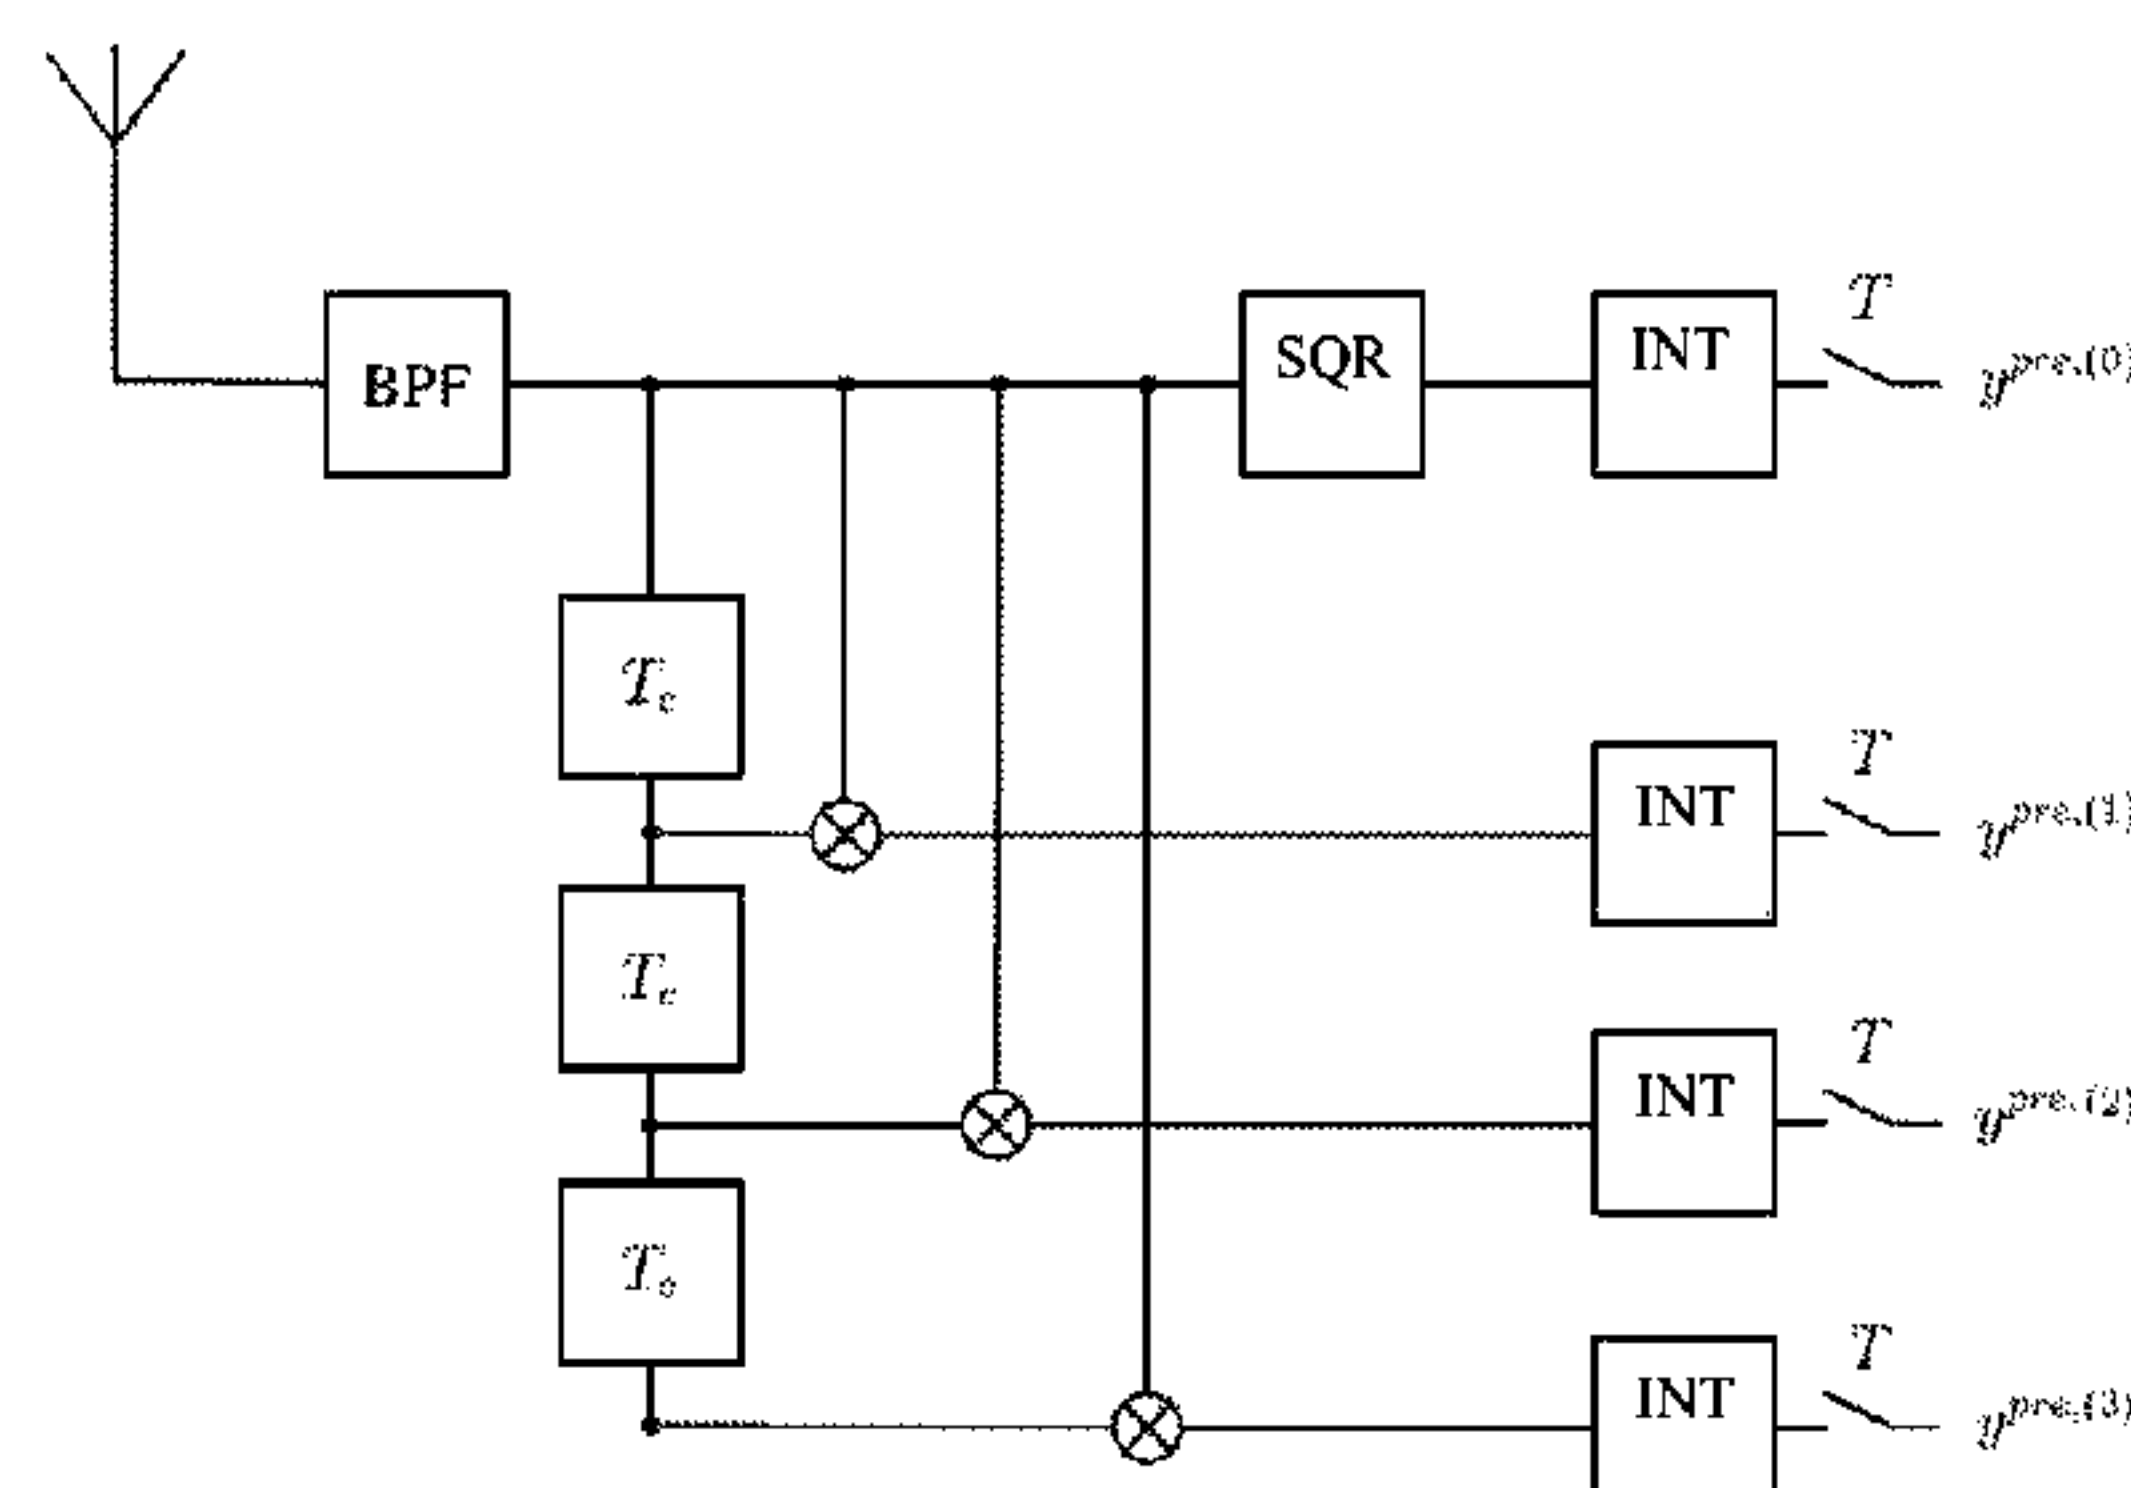 T
BPF SQR INT y^{pre.(0)}
T_c
T
INT y^{pre.(1)}
T_c
T
INT y^{pre.(2)}
T_c
T
INT y^{pre.(3)}